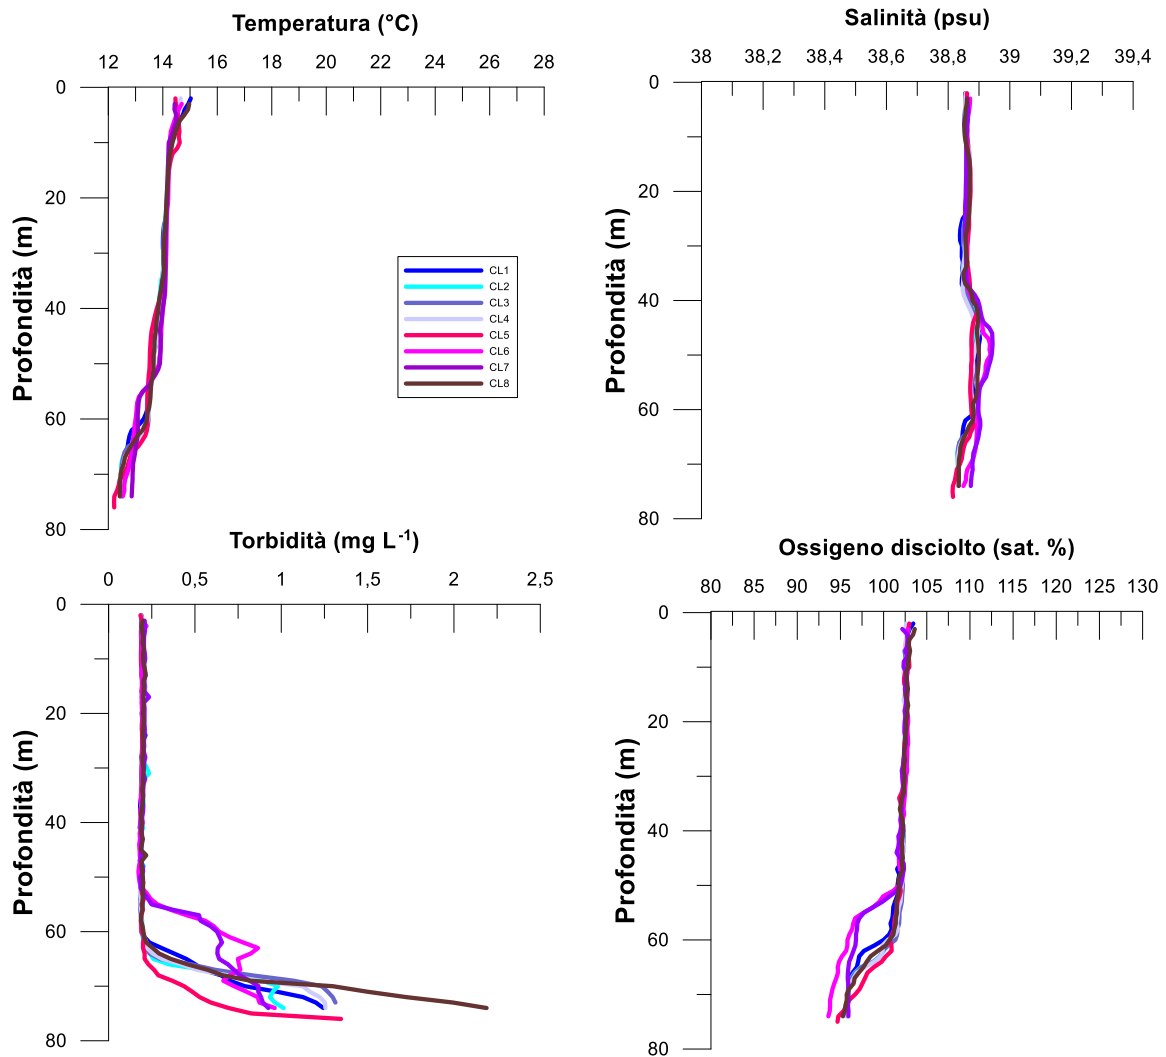 Temperatura (°C)
12 14 16 18 20 22 24 26 28
0
20
40
60
80
Profondità (m)
CL1
CL2
CL3
CL4
CL5
CL6
CL7
CL8
Salinità (psu)
38 38,2 38,4 38,6 38,8 39 39,2 39,4
0
20
40
60
80
Profondità (m)
Torbidità (mg L-1)
0 0,5 1 1,5 2 2,5
0
20
40
60
80
Profondità (m)
Ossigeno disciolto (sat. %)
80 85 90 95 100 105 110 115 120 125 130
0
20
40
60
80
Profondità (m)